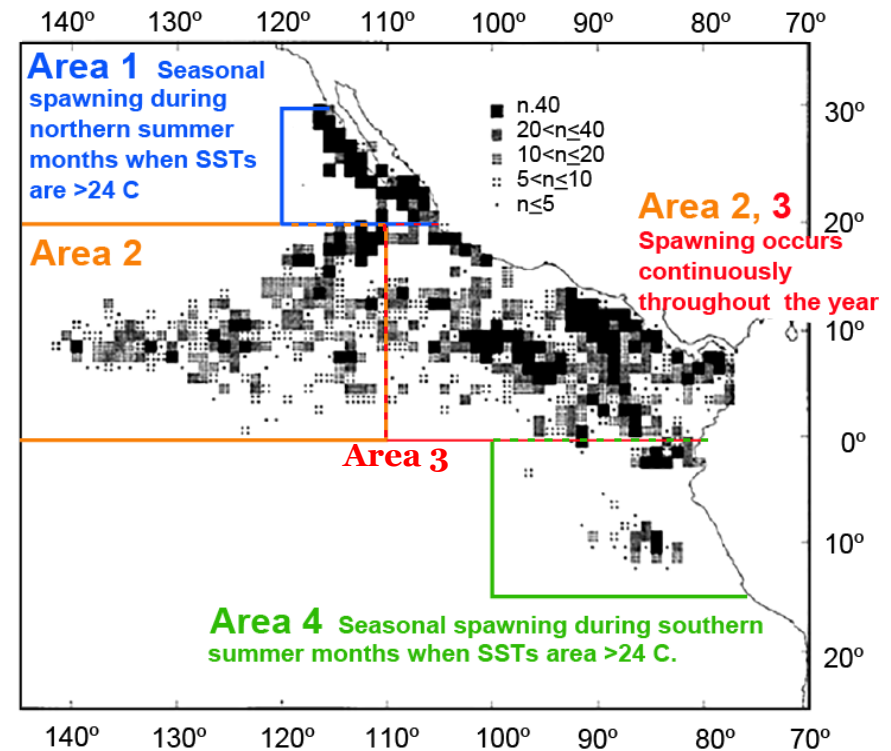 140º 130º 120º 110º 100º 90º 80º 70º
Area 1 Seasonal
spawning during
northern summer
months when SSTs
are >24 C
n.40
20<n≤40
10<n≤20
5<n≤10
n≤5
30º
Area 2, 3
20º
Spawning occurs
continuously
throughout the year
Area 2
10º
0º
Area 3
10º
Area 4 Seasonal spawning during southern
summer months when SSTs area >24 C.
20º
140º 130º 120º 110º 100º 90º 80º 70º